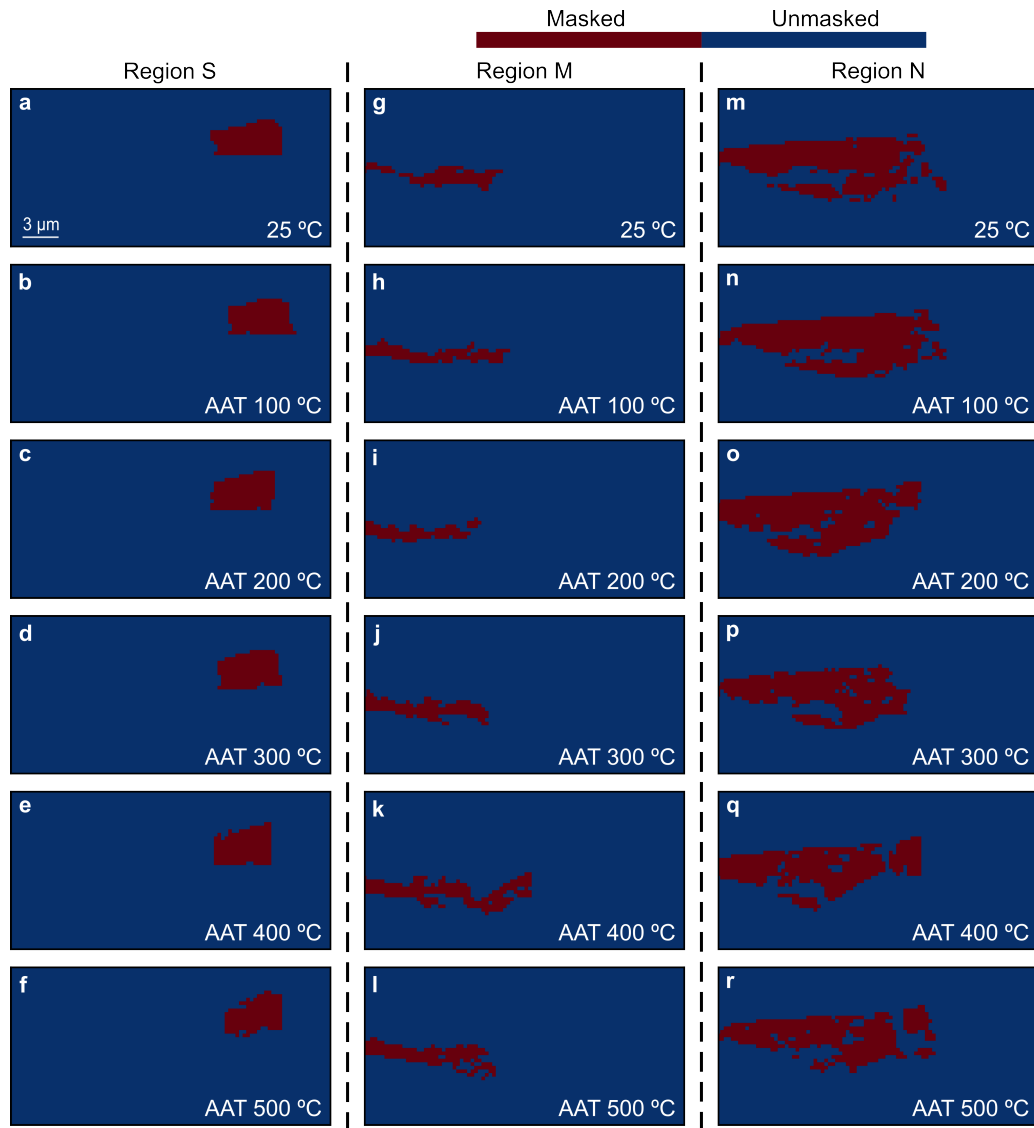 Masked Unmasked
Region S Region M Region N
a g m
3 µm 25 ºC 25 ºC 25 ºC
b h n
AAT 100 ºC AAT 100 ºC AAT 100 ºC
c i o
AAT 200 ºC AAT 200 ºC AAT 200 ºC
d j p
AAT 300 ºC AAT 300 ºC AAT 300 ºC
e k q
AAT 400 ºC AAT 400 ºC AAT 400 ºC
f l r
AAT 500 ºC AAT 500 ºC AAT 500 ºC